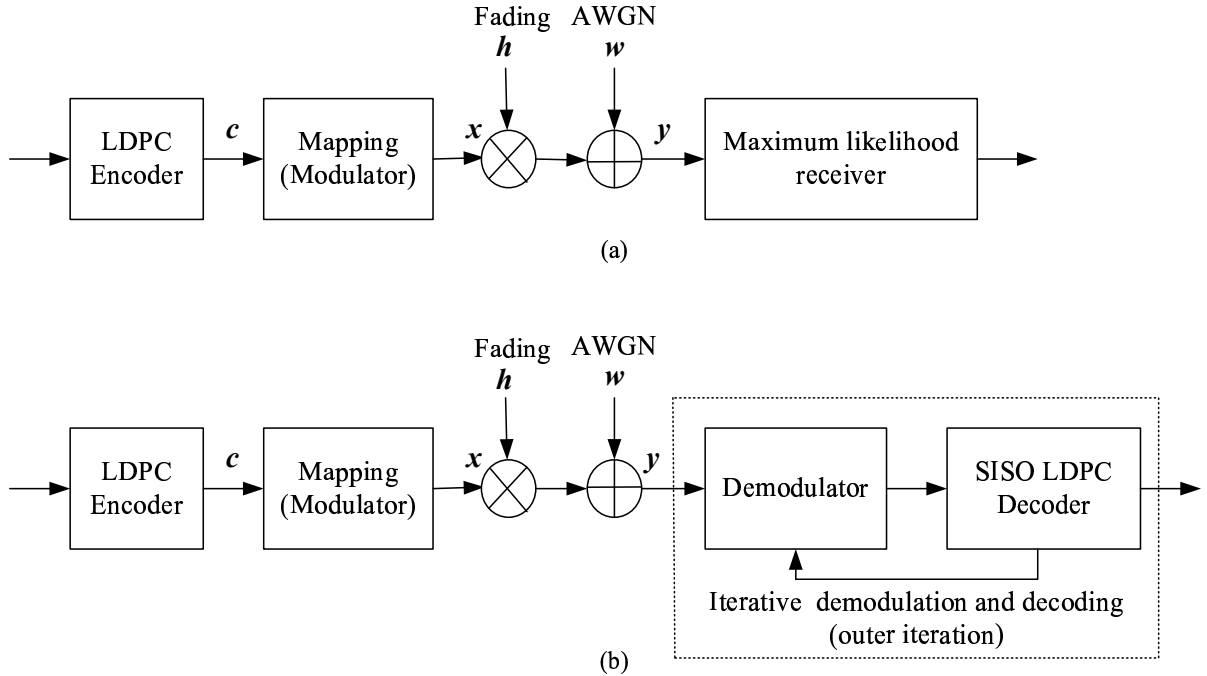 Fading AWGN
h w
LDPC
Encoder
c
Mapping
(Modulator)
x
y
Maximum likelihood
receiver
(a)
Fading AWGN
h w
LDPC
Encoder
c
Mapping
(Modulator)
x
y
Demodulator
SISO LDPC
Decoder
Iterative demodulation and decoding
(outer iteration)
(b)